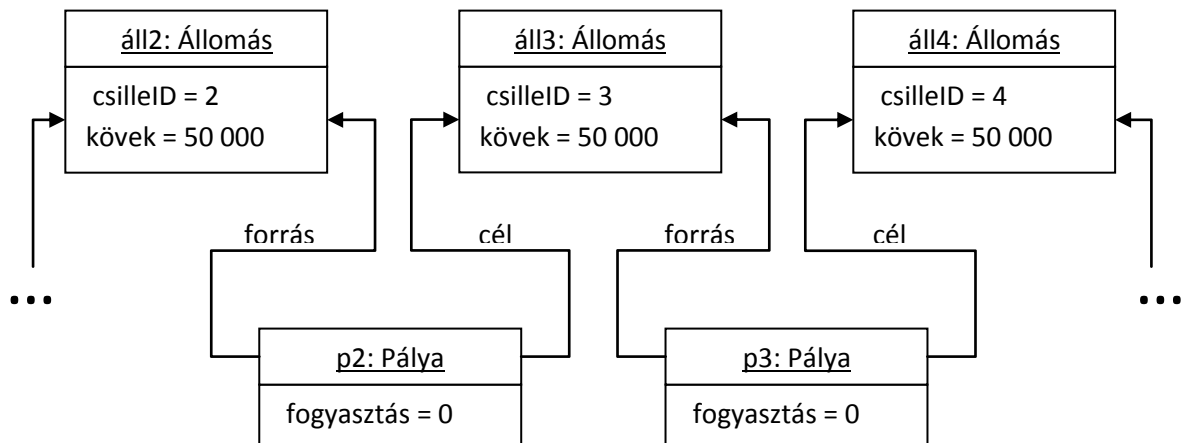 áll2: Állomás
csilleID = 2
kövek = 50 000
áll3: Állomás
csilleID = 3
kövek = 50 000
áll4: Állomás
csilleID = 4
kövek = 50 000
forrás
cél
forrás
cél
...
...
p2: Pálya
fogyasztás = 0
p3: Pálya
fogyasztás = 0